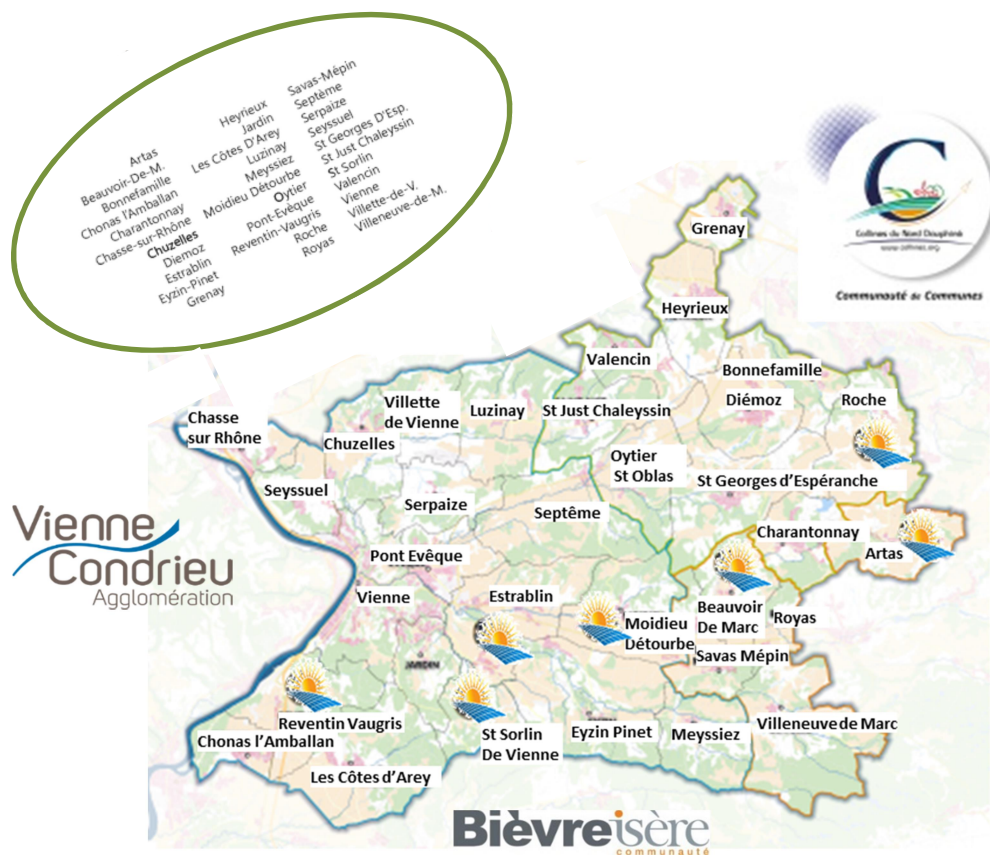 Artas
Beauvoir-De-M.
Bonnefamille
Chonas l'Amballan
Charantonnay
Chasse-sur-Rhône
Chuzelles
Diemoz
Estrablin
Eyzin-Pinet
Grenay
Heyrieux
Jardin
Les Côtes D'Arey
Luzinay
Meyssiez
Moidieu Détourbe
Oytier
Pont-Evêque
Reventin-Vaugris
Roche
Royas
Savas-Mépin
Septème
Serpaize
Seyssuel
St Georges D'Esp.
St Just Chaleyssin
St Sorlin
Valencin
Vienne
Villette-de-V.
Villeneuve-de-M.
C
Collines du Nord Dauphiné
www.collines.org
Communauté de Communes
Grenay
Heyrieux
Valencin
Bonnefamille
Villette
de Vienne
Luzinay
St Just Chaleyssin
Diémoz
Roche
Chasse
sur Rhône
Chuzelles
Oytier
St Oblas
Seyssuel
St Georges d'Espéranche
Serpaize
Septême
Charantonnay
Artas
Vienne
Condrieu
Agglomération
Pont Evêque
Vienne
Estrablin
Beauvoir
De Marc
Royas
Moidieu
Détourbe
JARDIN
Savas Mépin
Reventin Vaugris
Chonas l'Amballan
St Sorlin
De Vienne
Eyzin Pinet
Meyssiez
Villeneuve de Marc
Les Côtes d'Arey
Bièvre isère
communauté